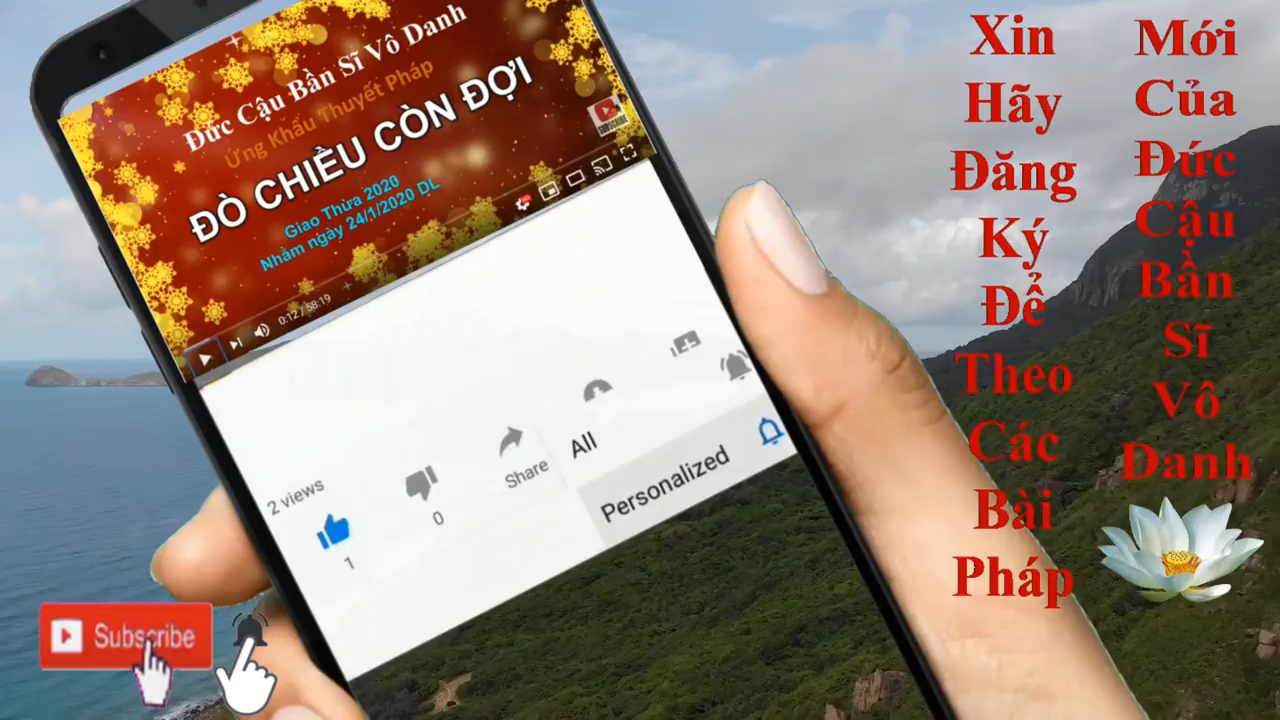 Đức Cậu Bần Sĩ Vô Danh
Ứng Khẩu Thuyết Pháp
ĐÒ CHIỀU CÒN ĐỢI
Giao Thừa 2020
Nhằm ngày 24/1/2020 DL
SUBSCRIBE
0:12 / 58:19
2 views
1
0
Share
All
Personalized
Subscribe
Xin
Hãy
Đăng
Ký
Để
Theo
Các
Bài
Pháp
Mới
Của
Đức
Cậu
Bần
Sĩ
Vô
Danh